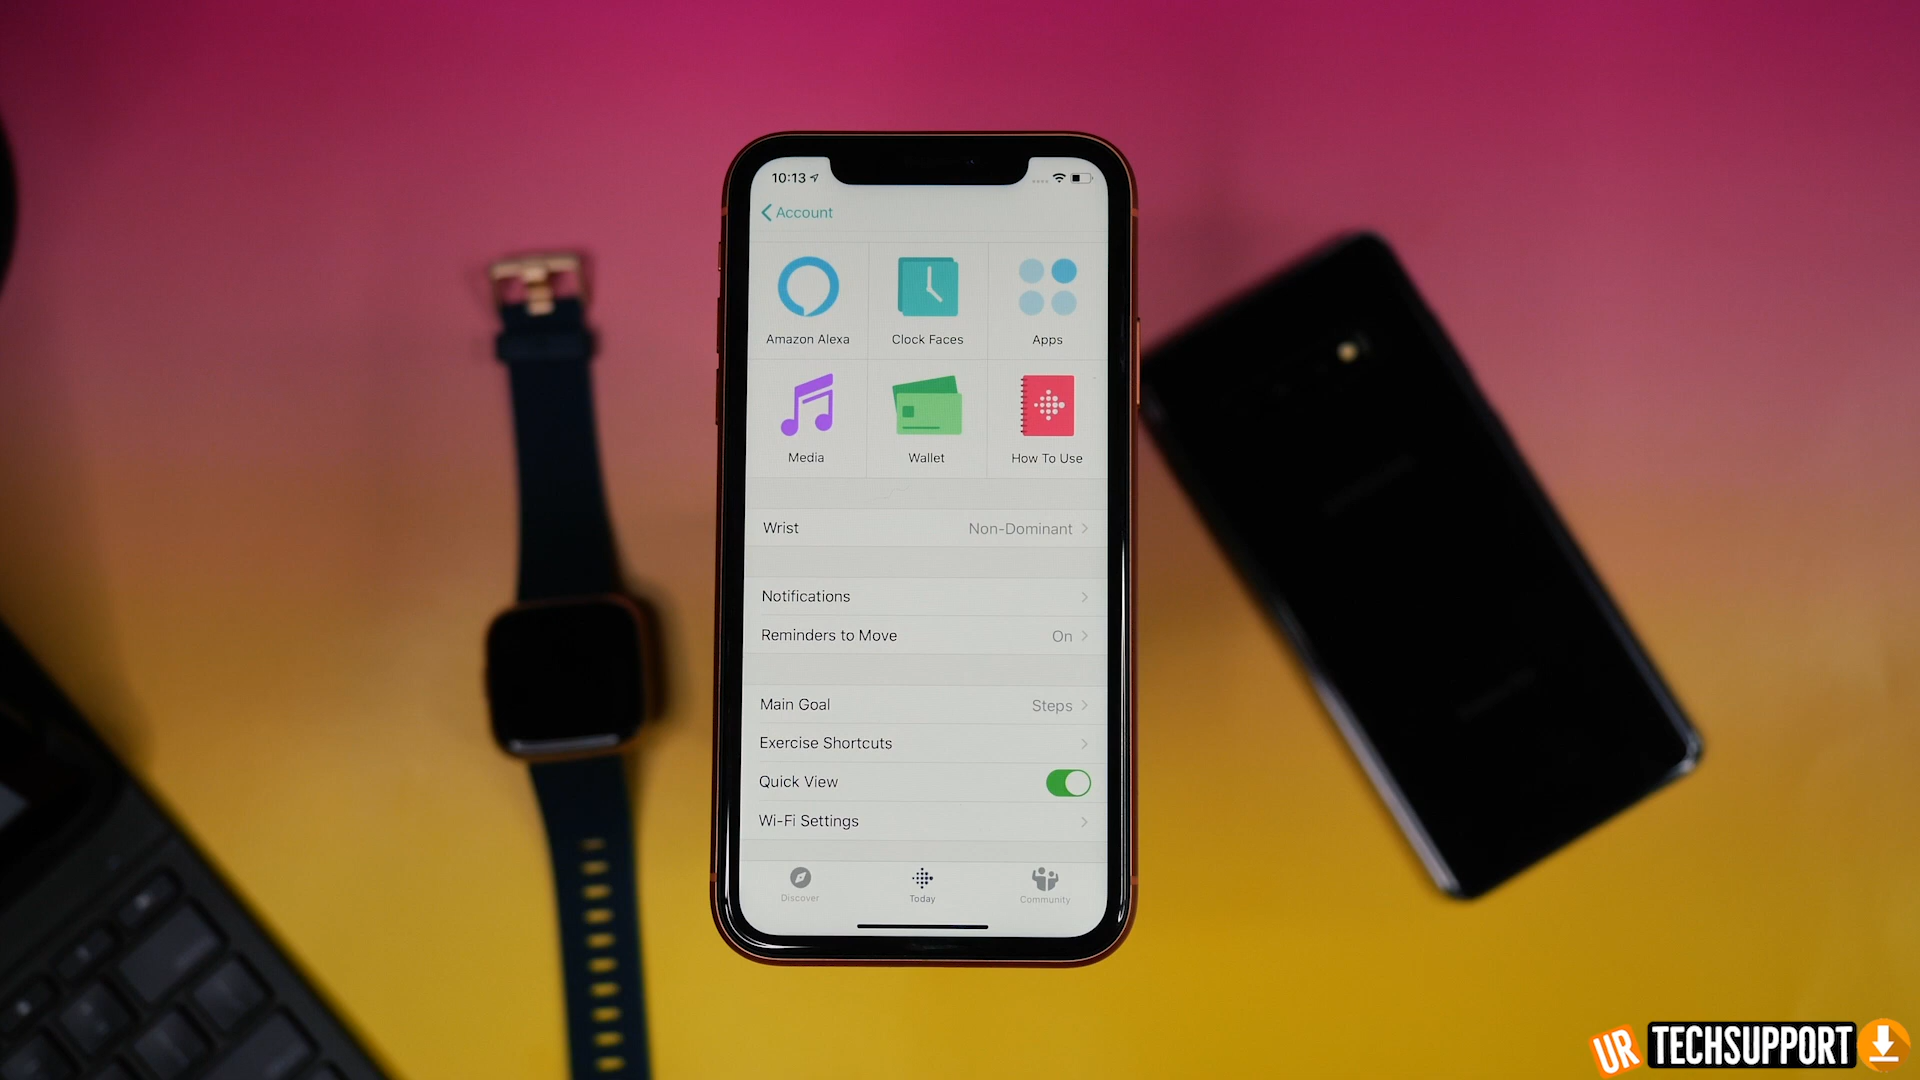 10:13
Account
Amazon Alexa
Clock Faces
Apps
Media
Wallet
How To Use
Wrist
Non-Dominant
Notifications
Reminders to Move
On
Main Goal
Steps
Exercise Shortcuts
Quick View
Wi-Fi Settings
Discover
Today
Community
UR TECHSUPPORT